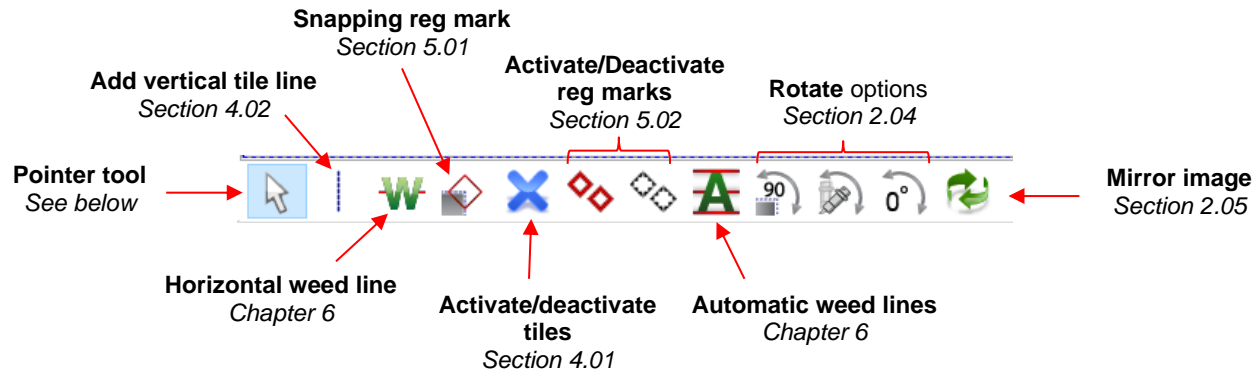 Snapping reg mark
Section 5.01
Add vertical tile line
Section 4.02
Activate/Deactivate
reg marks
Section 5.02
Rotate options
Section 2.04
Pointer tool
See below
W
A
90
0°
Mirror image
Section 2.05
Horizontal weed line
Chapter 6
Activate/deactivate
tiles
Section 4.01
Automatic weed lines
Chapter 6